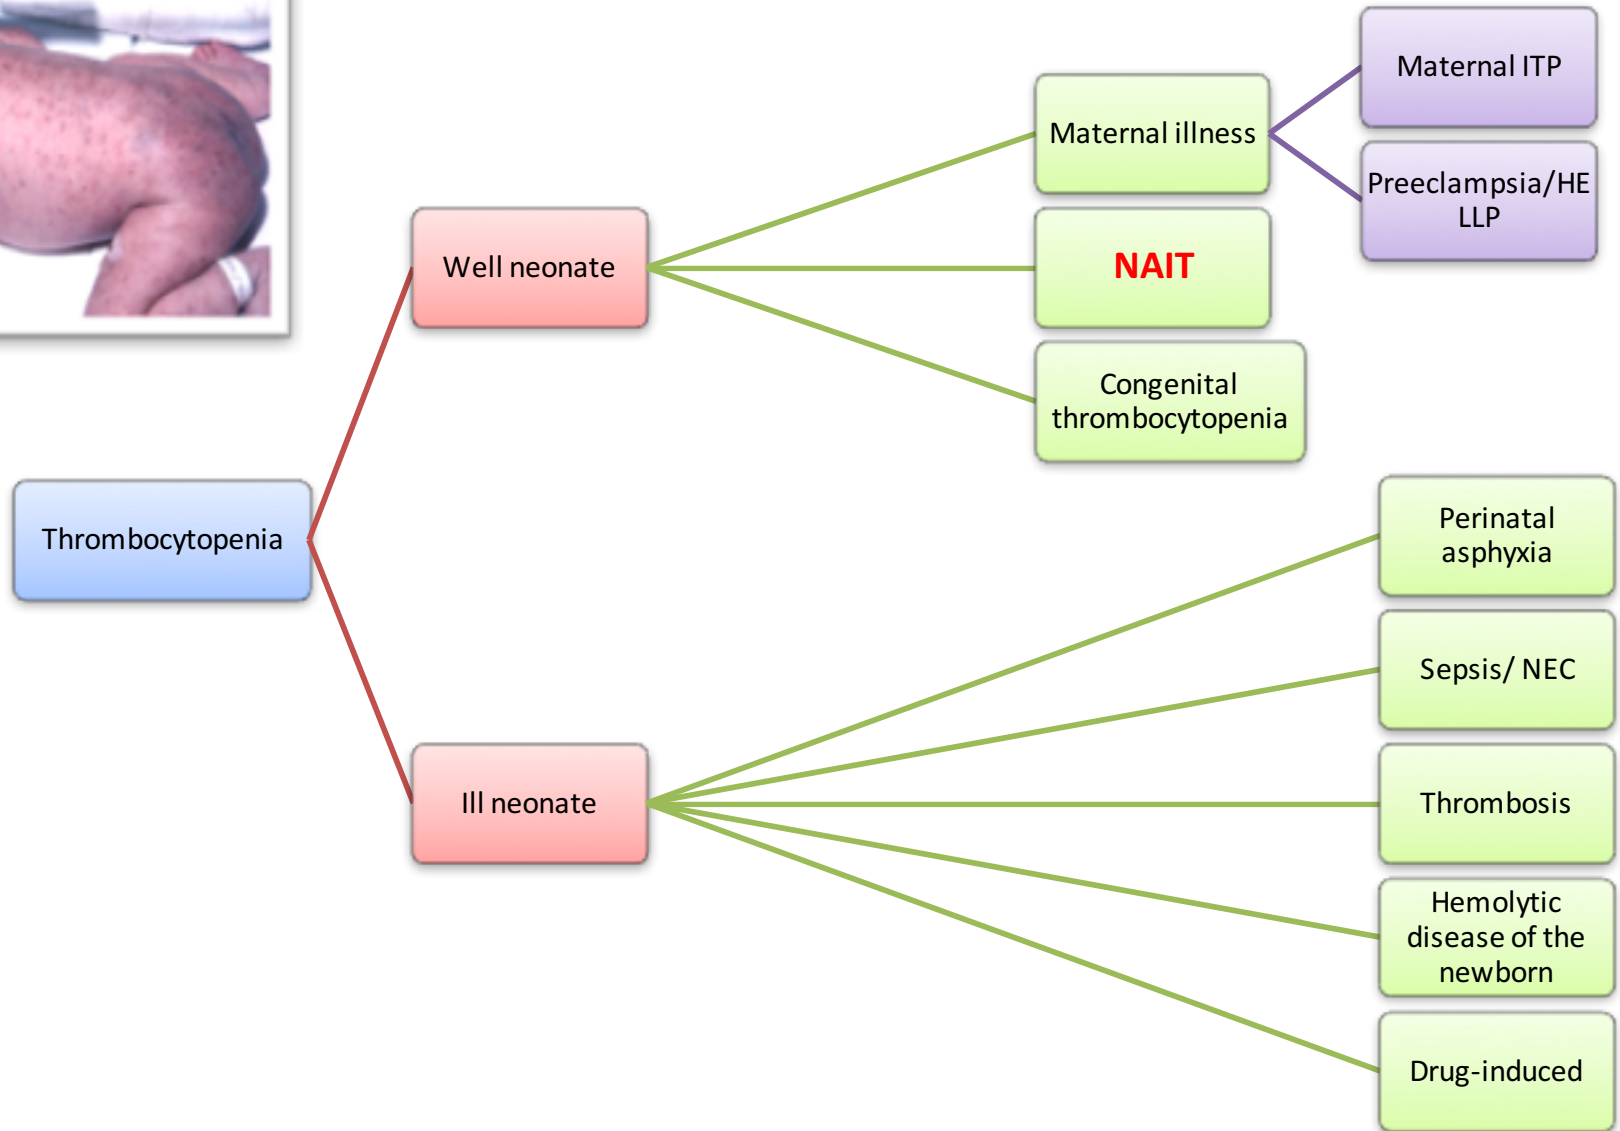 Maternal ITP
Maternal illness
Preeclampsia/HE
LLP
Well neonate
NAIT
Congenital
thrombocytopenia
Thrombocytopenia
Perinatal
asphyxia
Sepsis/ NEC
Ill neonate
Thrombosis
Hemolytic
disease of the
newborn
Drug-induced